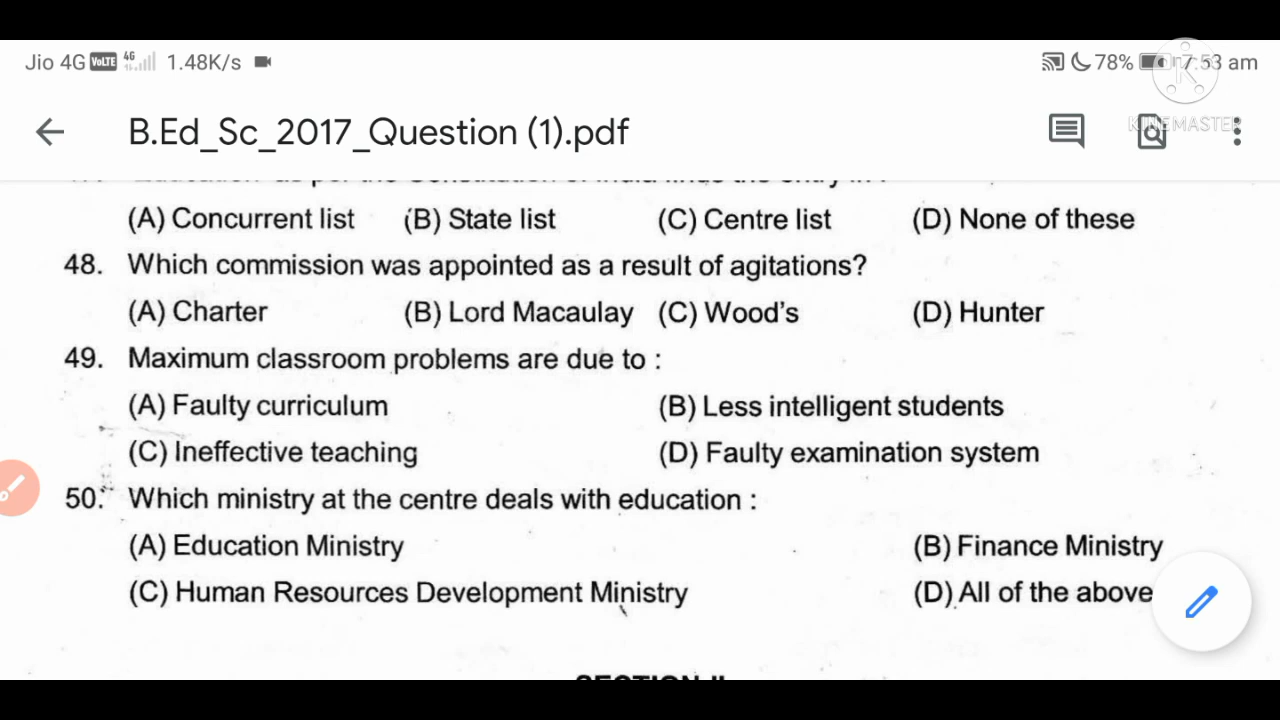 Jio 4G VoLTE 4G 1.48K/s 78% 7:53 am
B.Ed_Sc_2017_Question (1).pdf
KINEMASTER
(A) Concurrent list (B) State list (C) Centre list (D) None of these
48. Which commission was appointed as a result of agitations?
(A) Charter (B) Lord Macaulay (C) Wood's (D) Hunter
49. Maximum classroom problems are due to :
(A) Faulty curriculum (B) Less intelligent students
(C) Ineffective teaching (D) Faulty examination system
50. Which ministry at the centre deals with education :
(A) Education Ministry (B) Finance Ministry
(C) Human Resources Development Ministry (D) All of the above